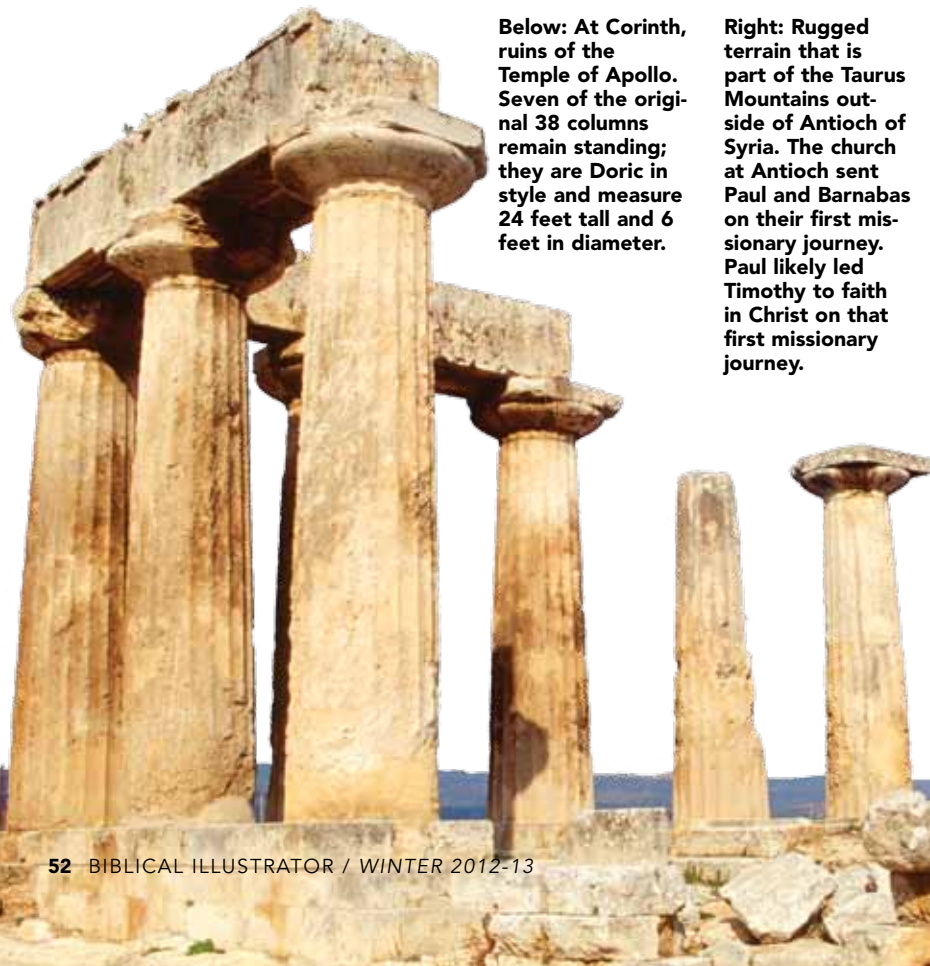 Below: At Corinth,
ruins of the
Temple of Apollo.
Seven of the origi-
nal 38 columns
remain standing;
they are Doric in
style and measure
24 feet tall and 6
feet in diameter.
Right: Rugged
terrain that is
part of the Taurus
Mountains out-
side of Antioch of
Syria. The church
at Antioch sent
Paul and Barnabas
on their first mis-
sionary journey.
Paul likely led
Timothy to faith
in Christ on that
first missionary
journey.
52 BIBLICAL ILLUSTRATOR / WINTER 2012-13